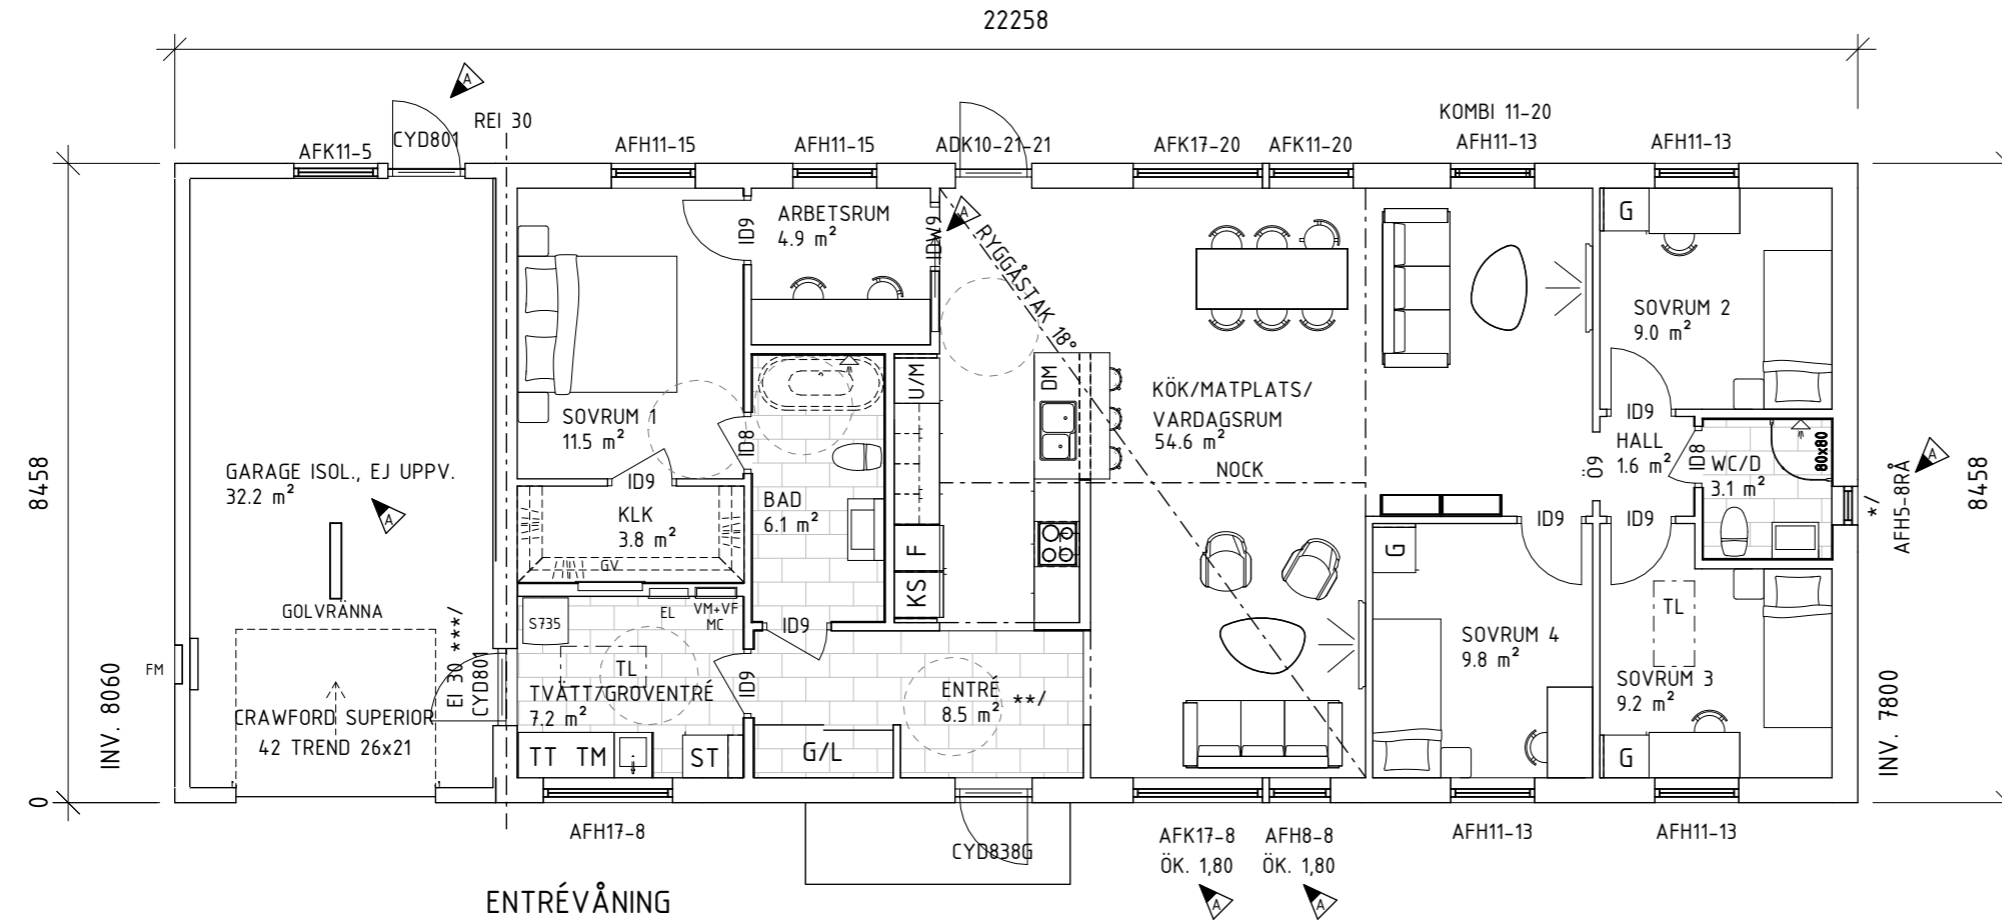 22258
A
REI 30
KOMBI 11-20
AFK11-5
CYD801
AFH11-15
AFH11-15
ADK10-21-21
AFK17-20
AFK11-20
AFH11-13
AFH11-13
ARBETSRUM
4.9 m²
ID9
IDW9
A
RYGGÅSTAK 18°
G
SOVRUM 2
9.0 m²
SOVRUM 1
11.5 m²
ID8
U/M
DM
KÖK/MATPLATS/
VARDAGSRUM
54.6 m²
NOCK
ID9
HALL
1.6 m²
Ö9
ID8
WC/D
3.1 m²
80x80
A
*/
AFH5-8RÅ
8458
8458
GARAGE ISOL., EJ UPPV.
32.2 m²
A
ID9
KLK
3.8 m²
GV
BAD
6.1 m²
F
KS
ID9
ID9
G
GOLVRÄNNA
S735
EL
VM+VF
MC
ID9
TL
TL
SOVRUM 4
9.8 m²
SOVRUM 3
9.2 m²
FM
EI 30 ***/
CYD801
TVÄTT/GROVENTRÉ
7.2 m²
ID9
ENTRÉ
8.5 m²
**/
INV. 8060
INV. 7800
CRAWFORD SUPERIOR
42 TREND 26x21
TT
TM
ST
G/L
G
0
AFH17-8
CYD838G
AFK17-8
ÖK. 1,80
AFH8-8
ÖK. 1,80
AFH11-13
AFH11-13
A
A
ENTRÉVÅNING